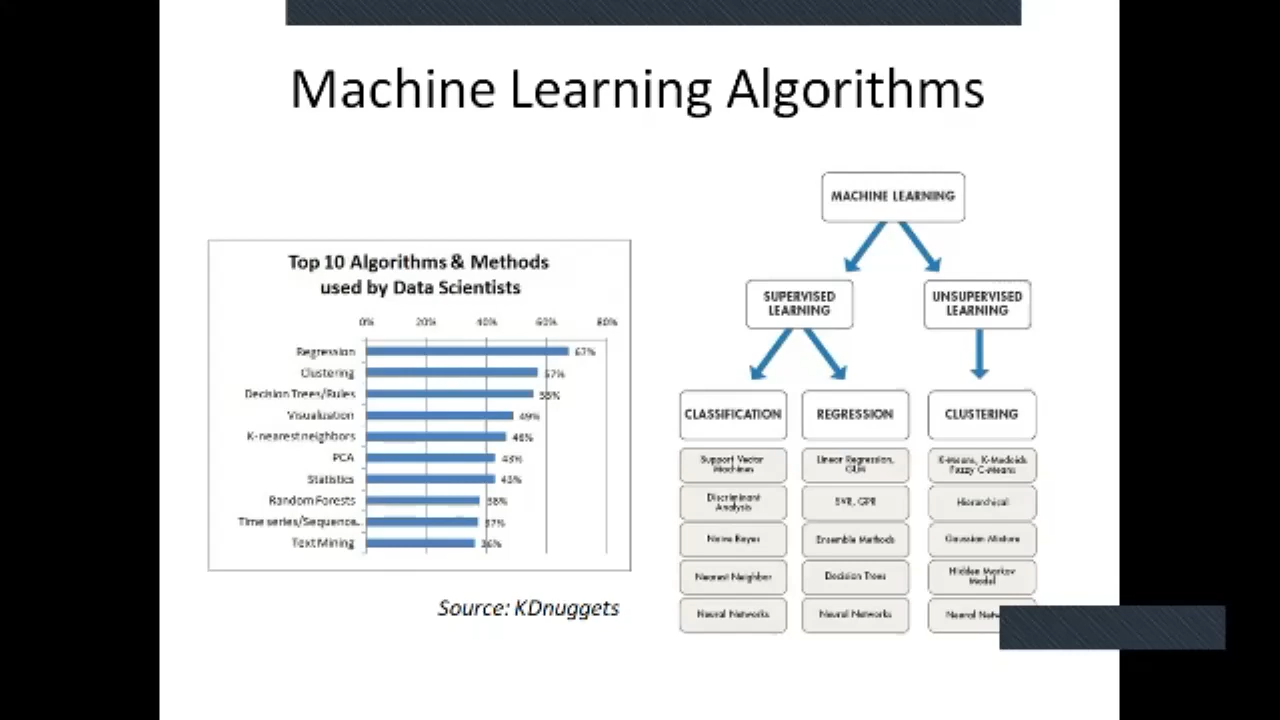 Machine Learning Algorithms
Top 10 Algorithms & Methods
used by Data Scientists
0% 20% 40% 60% 80%
Regression 67%
Clustering 57%
Decision Trees/Rules 55%
Visualization 49%
K-nearest neighbors 46%
PCA 43%
Statistics 43%
Random Forests 38%
Time series/Sequence... 37%
Text Mining 36%
Source: KDnuggets
MACHINE LEARNING
SUPERVISED
LEARNING
UNSUPERVISED
LEARNING
CLASSIFICATION
REGRESSION
CLUSTERING
Support Vector
Machines
Linear Regression,
GLM
K-Means, K-Medoids
Fuzzy C-Means
Discriminant
Analysis
SVR, GPR
Hierarchical
Naive Bayes
Ensemble Methods
Gaussian Mixture
Nearest Neighbor
Decision Trees
Hidden Markov
Model
Neural Networks
Neural Networks
Neural